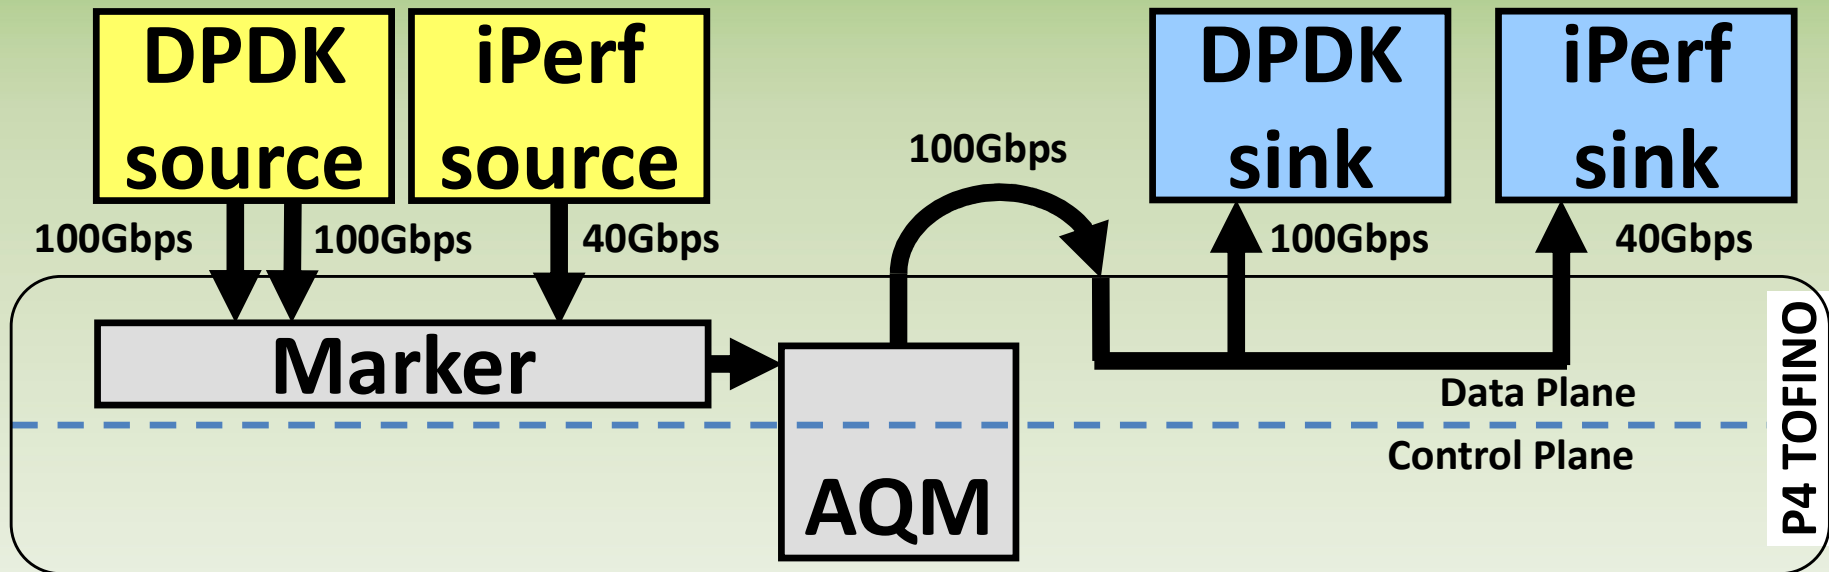 DPDK
source
iPerf
source
DPDK
sink
iPerf
sink
100Gbps
100Gbps
100Gbps
40Gbps
100Gbps
40Gbps
Marker
AQM
Data Plane
Control Plane
P4 TOFINO